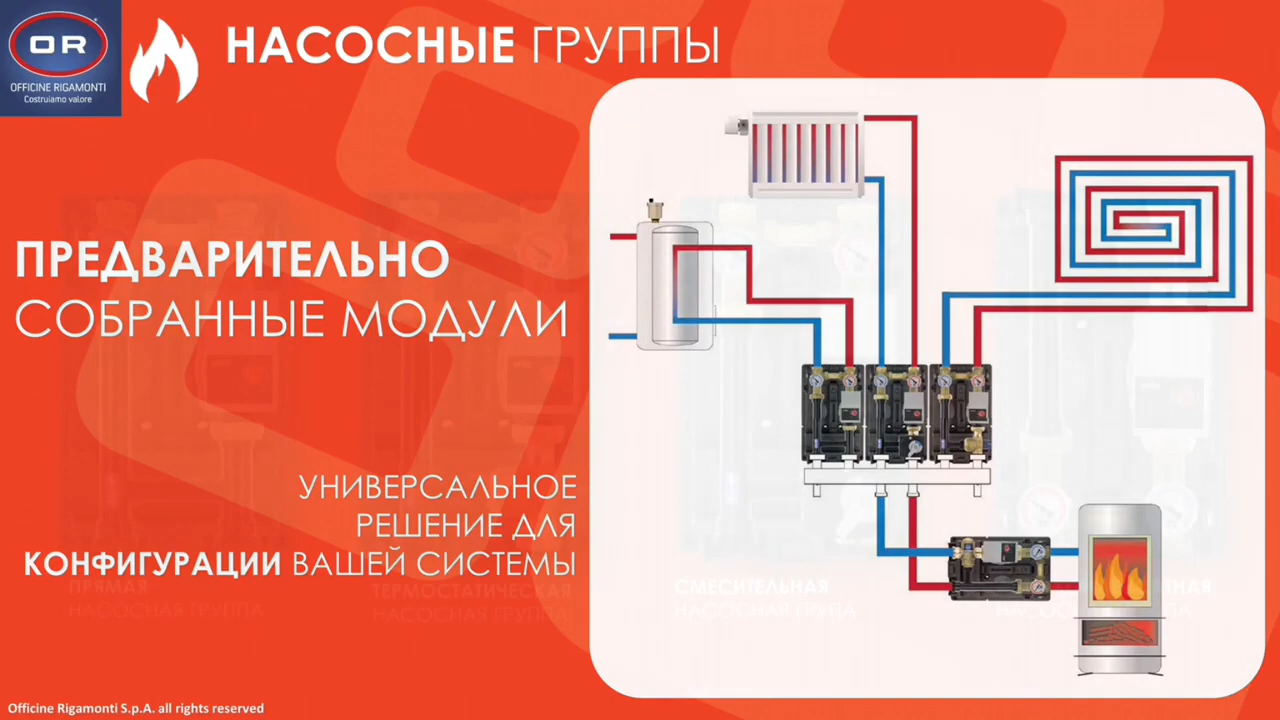 OR
OFFICINE RIGAMONTI
Costruiamo valore
НАСОСНЫЕ ГРУППЫ
ПРЕДВАРИТЕЛЬНО
СОБРАННЫЕ МОДУЛИ
УНИВЕРСАЛЬНОЕ
РЕШЕНИЕ ДЛЯ
КОНФИГУРАЦИИ ВАШЕЙ СИСТЕМЫ
ПРЯМАЯ
НАСОСНАЯ ГРУППА
ТЕРМОСТАТИЧЕСКАЯ
НАСОСНАЯ ГРУППА
СМЕСИТЕЛЬНАЯ
НАСОСНАЯ ГРУПА
Officine Rigamonti S.p.A. all rights reserved